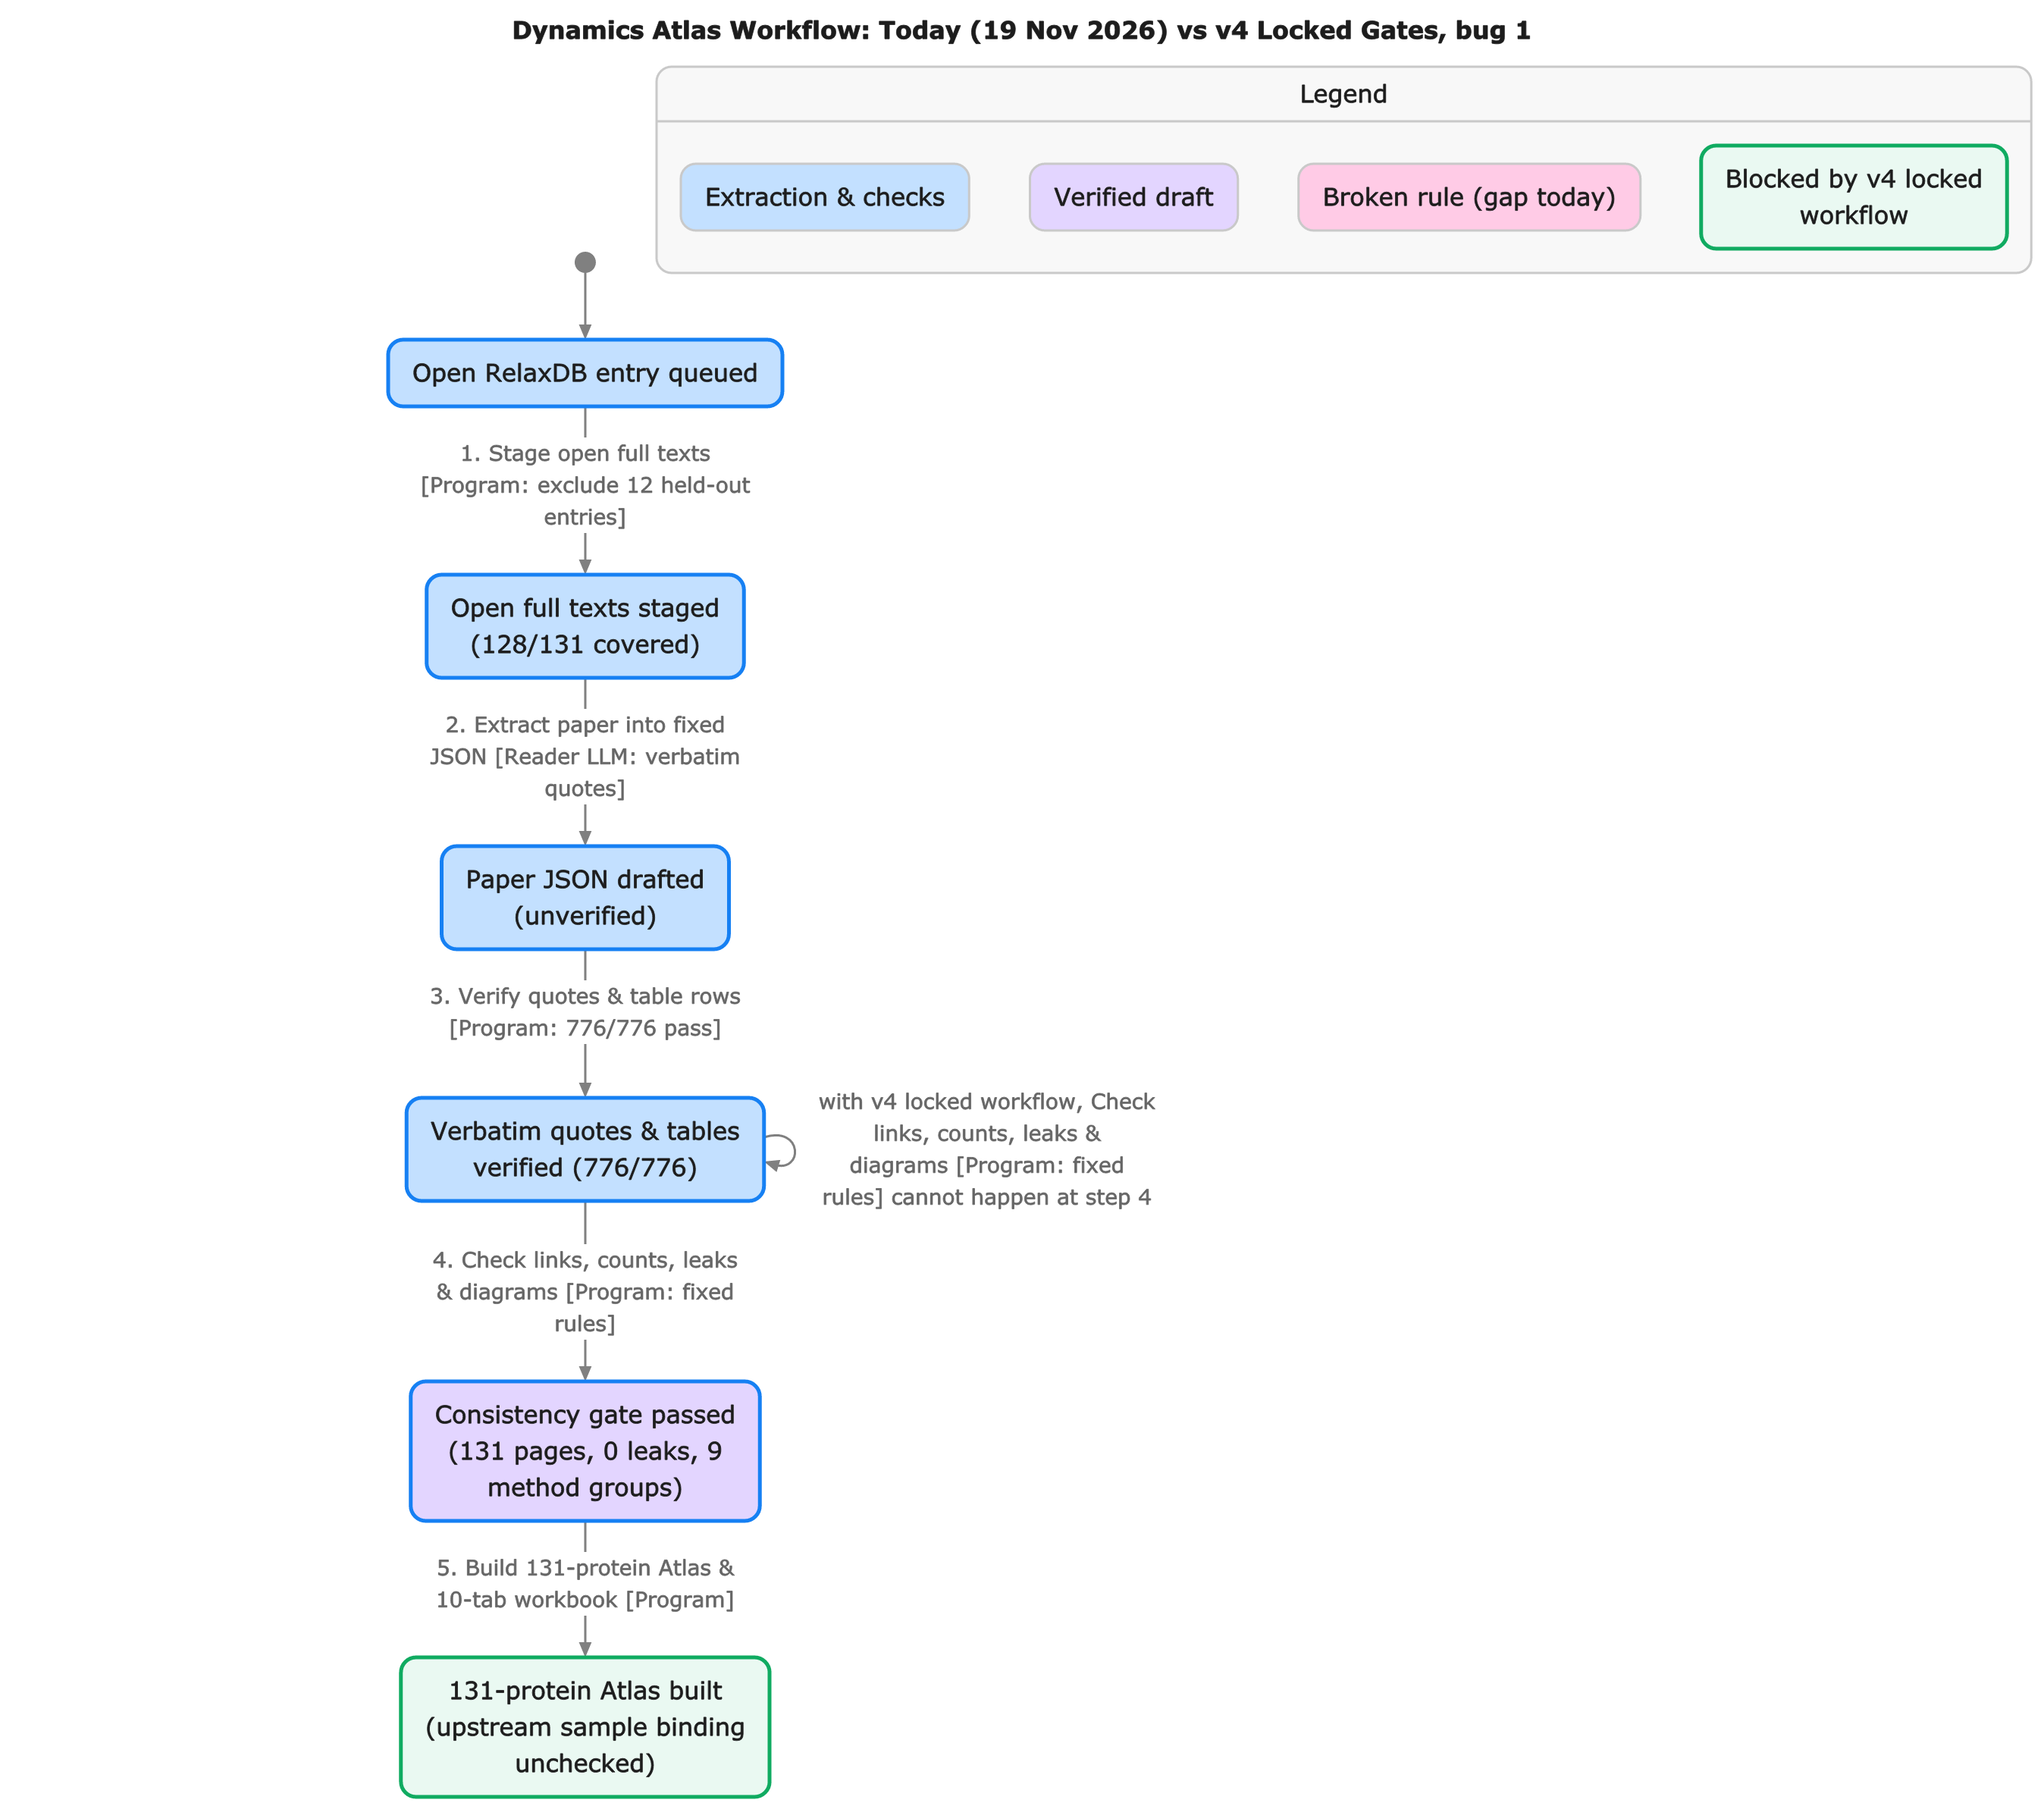 Dynamics Atlas Workflow: Today (19 Nov 2026) vs v4 Locked Gates, bug 1
Legend
Extraction & checks
Verified draft
Broken rule (gap today)
Blocked by v4 locked
workflow
Open RelaxDB entry queued
1. Stage open full texts
[Program: exclude 12 held-out
entries]
Open full texts staged
(128/131 covered)
2. Extract paper into fixed
JSON [Reader LLM: verbatim
quotes]
Paper JSON drafted
(unverified)
3. Verify quotes & table rows
[Program: 776/776 pass]
Verbatim quotes & tables
verified (776/776)
with v4 locked workflow, Check
links, counts, leaks &
diagrams [Program: fixed
rules] cannot happen at step 4
4. Check links, counts, leaks
& diagrams [Program: fixed
rules]
Consistency gate passed
(131 pages, 0 leaks, 9
method groups)
5. Build 131-protein Atlas &
10-tab workbook [Program]
131-protein Atlas built
(upstream sample binding
unchecked)